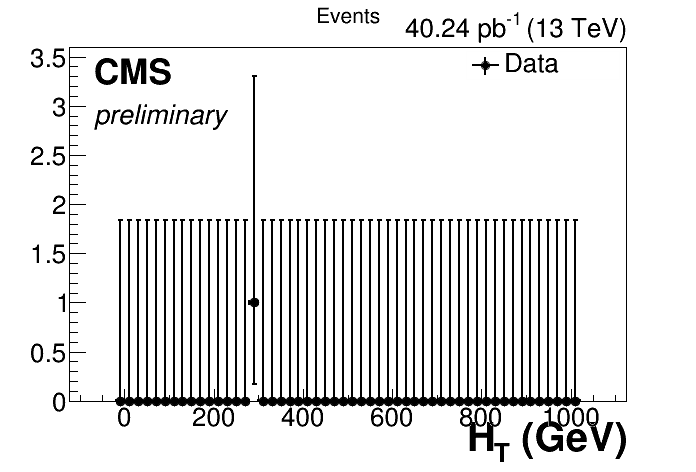 Events
40.24 pb-1 (13 TeV)
CMS
preliminary
Data
3.5
3
2.5
2
1.5
1
0.5
0
0 200 400 600 800 1000
HT (GeV)